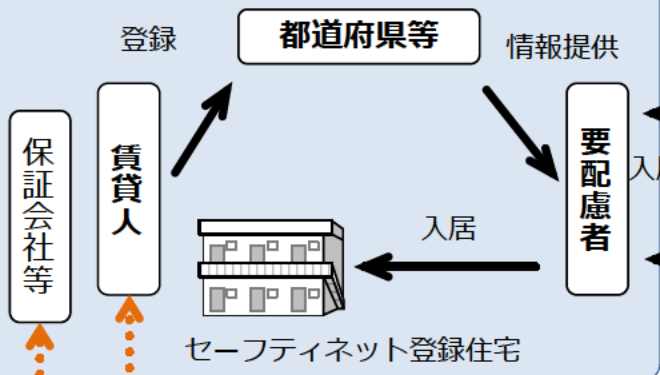 都道府県等
登録
情報提供
保証会社等
賃貸人
要配慮者
入居
セーフティネット登録住宅